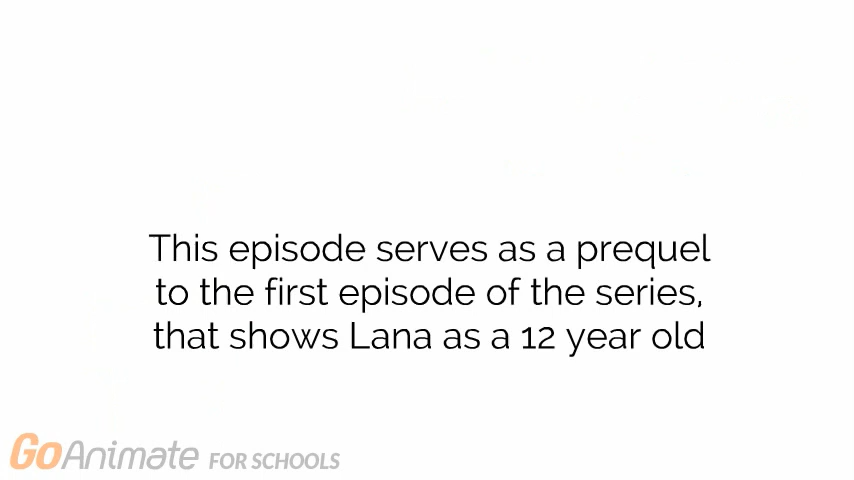 This episode serves as a prequel
to the first episode of the series,
that shows Lana as a 12 year old
GoAnimate FOR SCHOOLS